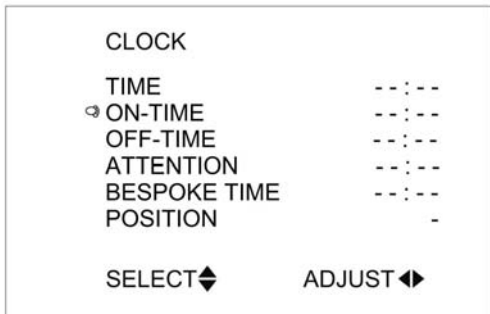 CLOCK
TIME --:--
ON-TIME --:--
OFF-TIME --:--
ATTENTION --:--
BESPOKE TIME --:--
POSITION -
SELECT ADJUST